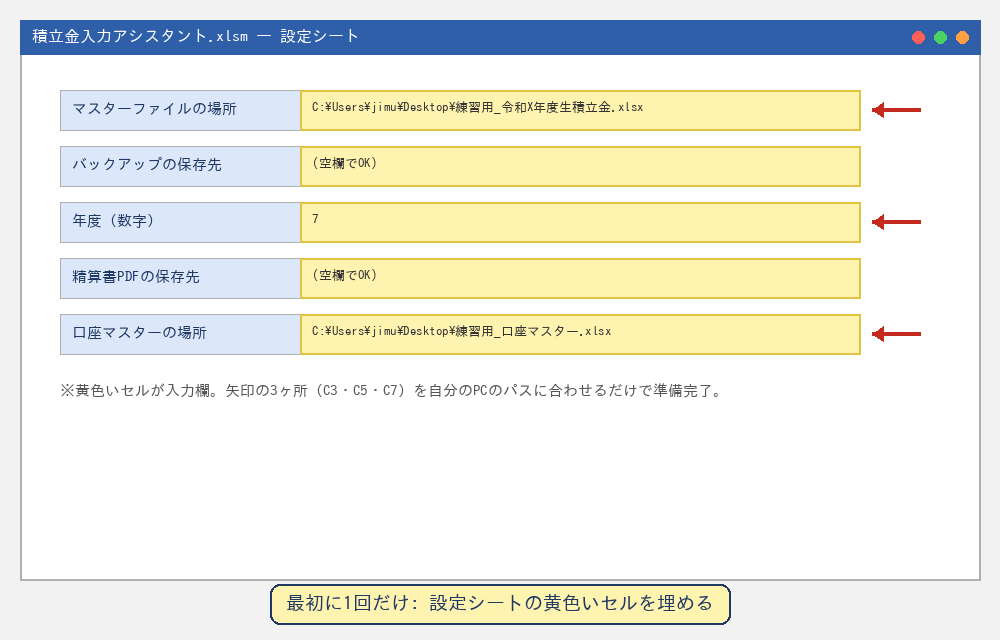 積立金入力アシスタント.xlsm — 設定シート
マスターファイルの場所
C:¥Users¥jimu¥Desktop¥練習用_令和X年度生積立金.xlsx
バックアップの保存先
(空欄でOK)
年度（数字）
7
精算書PDFの保存先
(空欄でOK)
口座マスターの場所
C:¥Users¥jimu¥Desktop¥練習用_口座マスター.xlsx
※黄色いセルが入力欄。矢印の3ヶ所（C3・C5・C7）を自分のPCのパスに合わせるだけで準備完了。
最初に1回だけ: 設定シートの黄色いセルを埋める